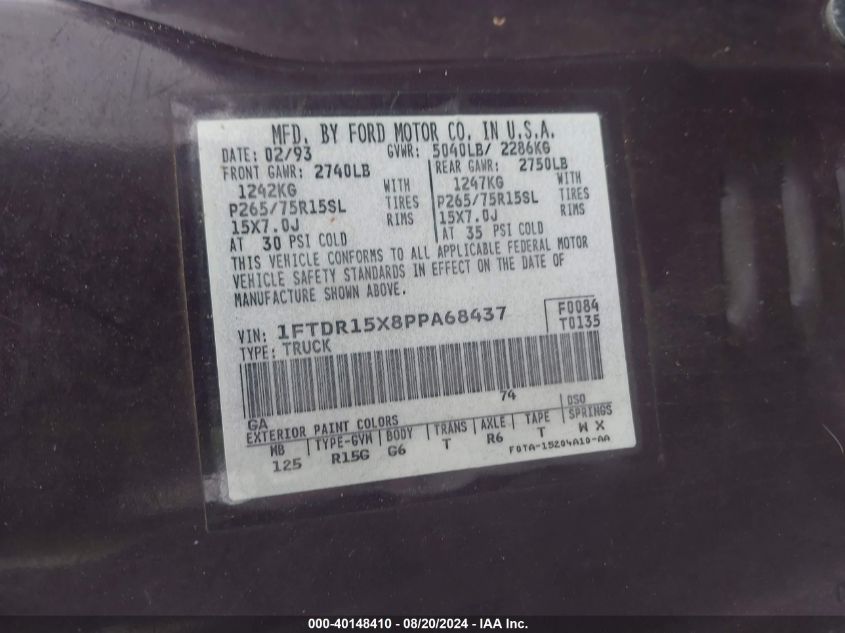 MFD. BY FORD MOTOR CO. IN U.S.A.
DATE: 02/93 GVWR: 5040LB/ 2286KG
FRONT GAWR: 2740LB REAR GAWR: 2750LB
1242KG WITH 1247KG WITH
P265/75R15SL TIRES P265/75R15SL TIRES
15X7.0J RIMS 15X7.0J RIMS
AT 30 PSI COLD AT 35 PSI COLD
THIS VEHICLE CONFORMS TO ALL APPLICABLE FEDERAL MOTOR
VEHICLE SAFETY STANDARDS IN EFFECT ON THE DATE OF
MANUFACTURE SHOWN ABOVE.
VIN: 1FTDR15X8PPA68437 F0084
TYPE: TRUCK T0135
74
GA
EXTERIOR PAINT COLORS DSO
WB TYPE-GVW BODY TRANS AXLE TAPE SPRINGS
125 R15G G6 T R6 T W X
F0TA-15204A10-AA
000-40148410 - 08/20/2024 - IAA Inc.